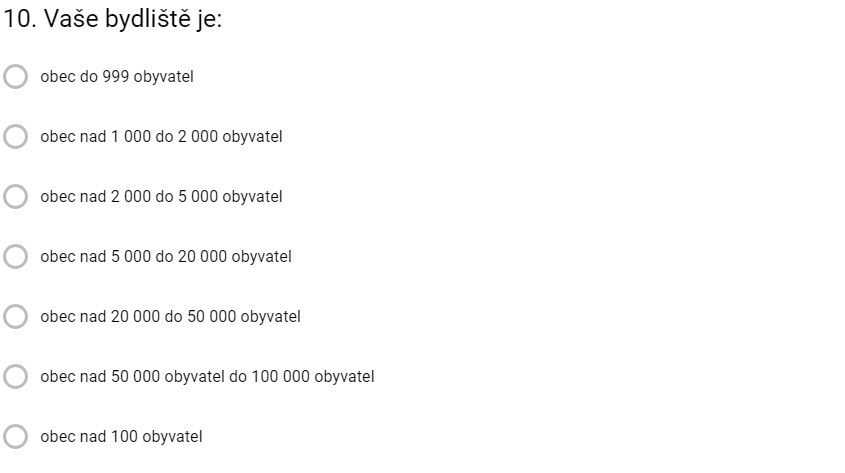 10. Vaše bydliště je:
obec do 999 obyvatel
obec nad 1 000 do 2 000 obyvatel
obec nad 2 000 do 5 000 obyvatel
obec nad 5 000 do 20 000 obyvatel
obec nad 20 000 do 50 000 obyvatel
obec nad 50 000 obyvatel do 100 000 obyvatel
obec nad 100 obyvatel